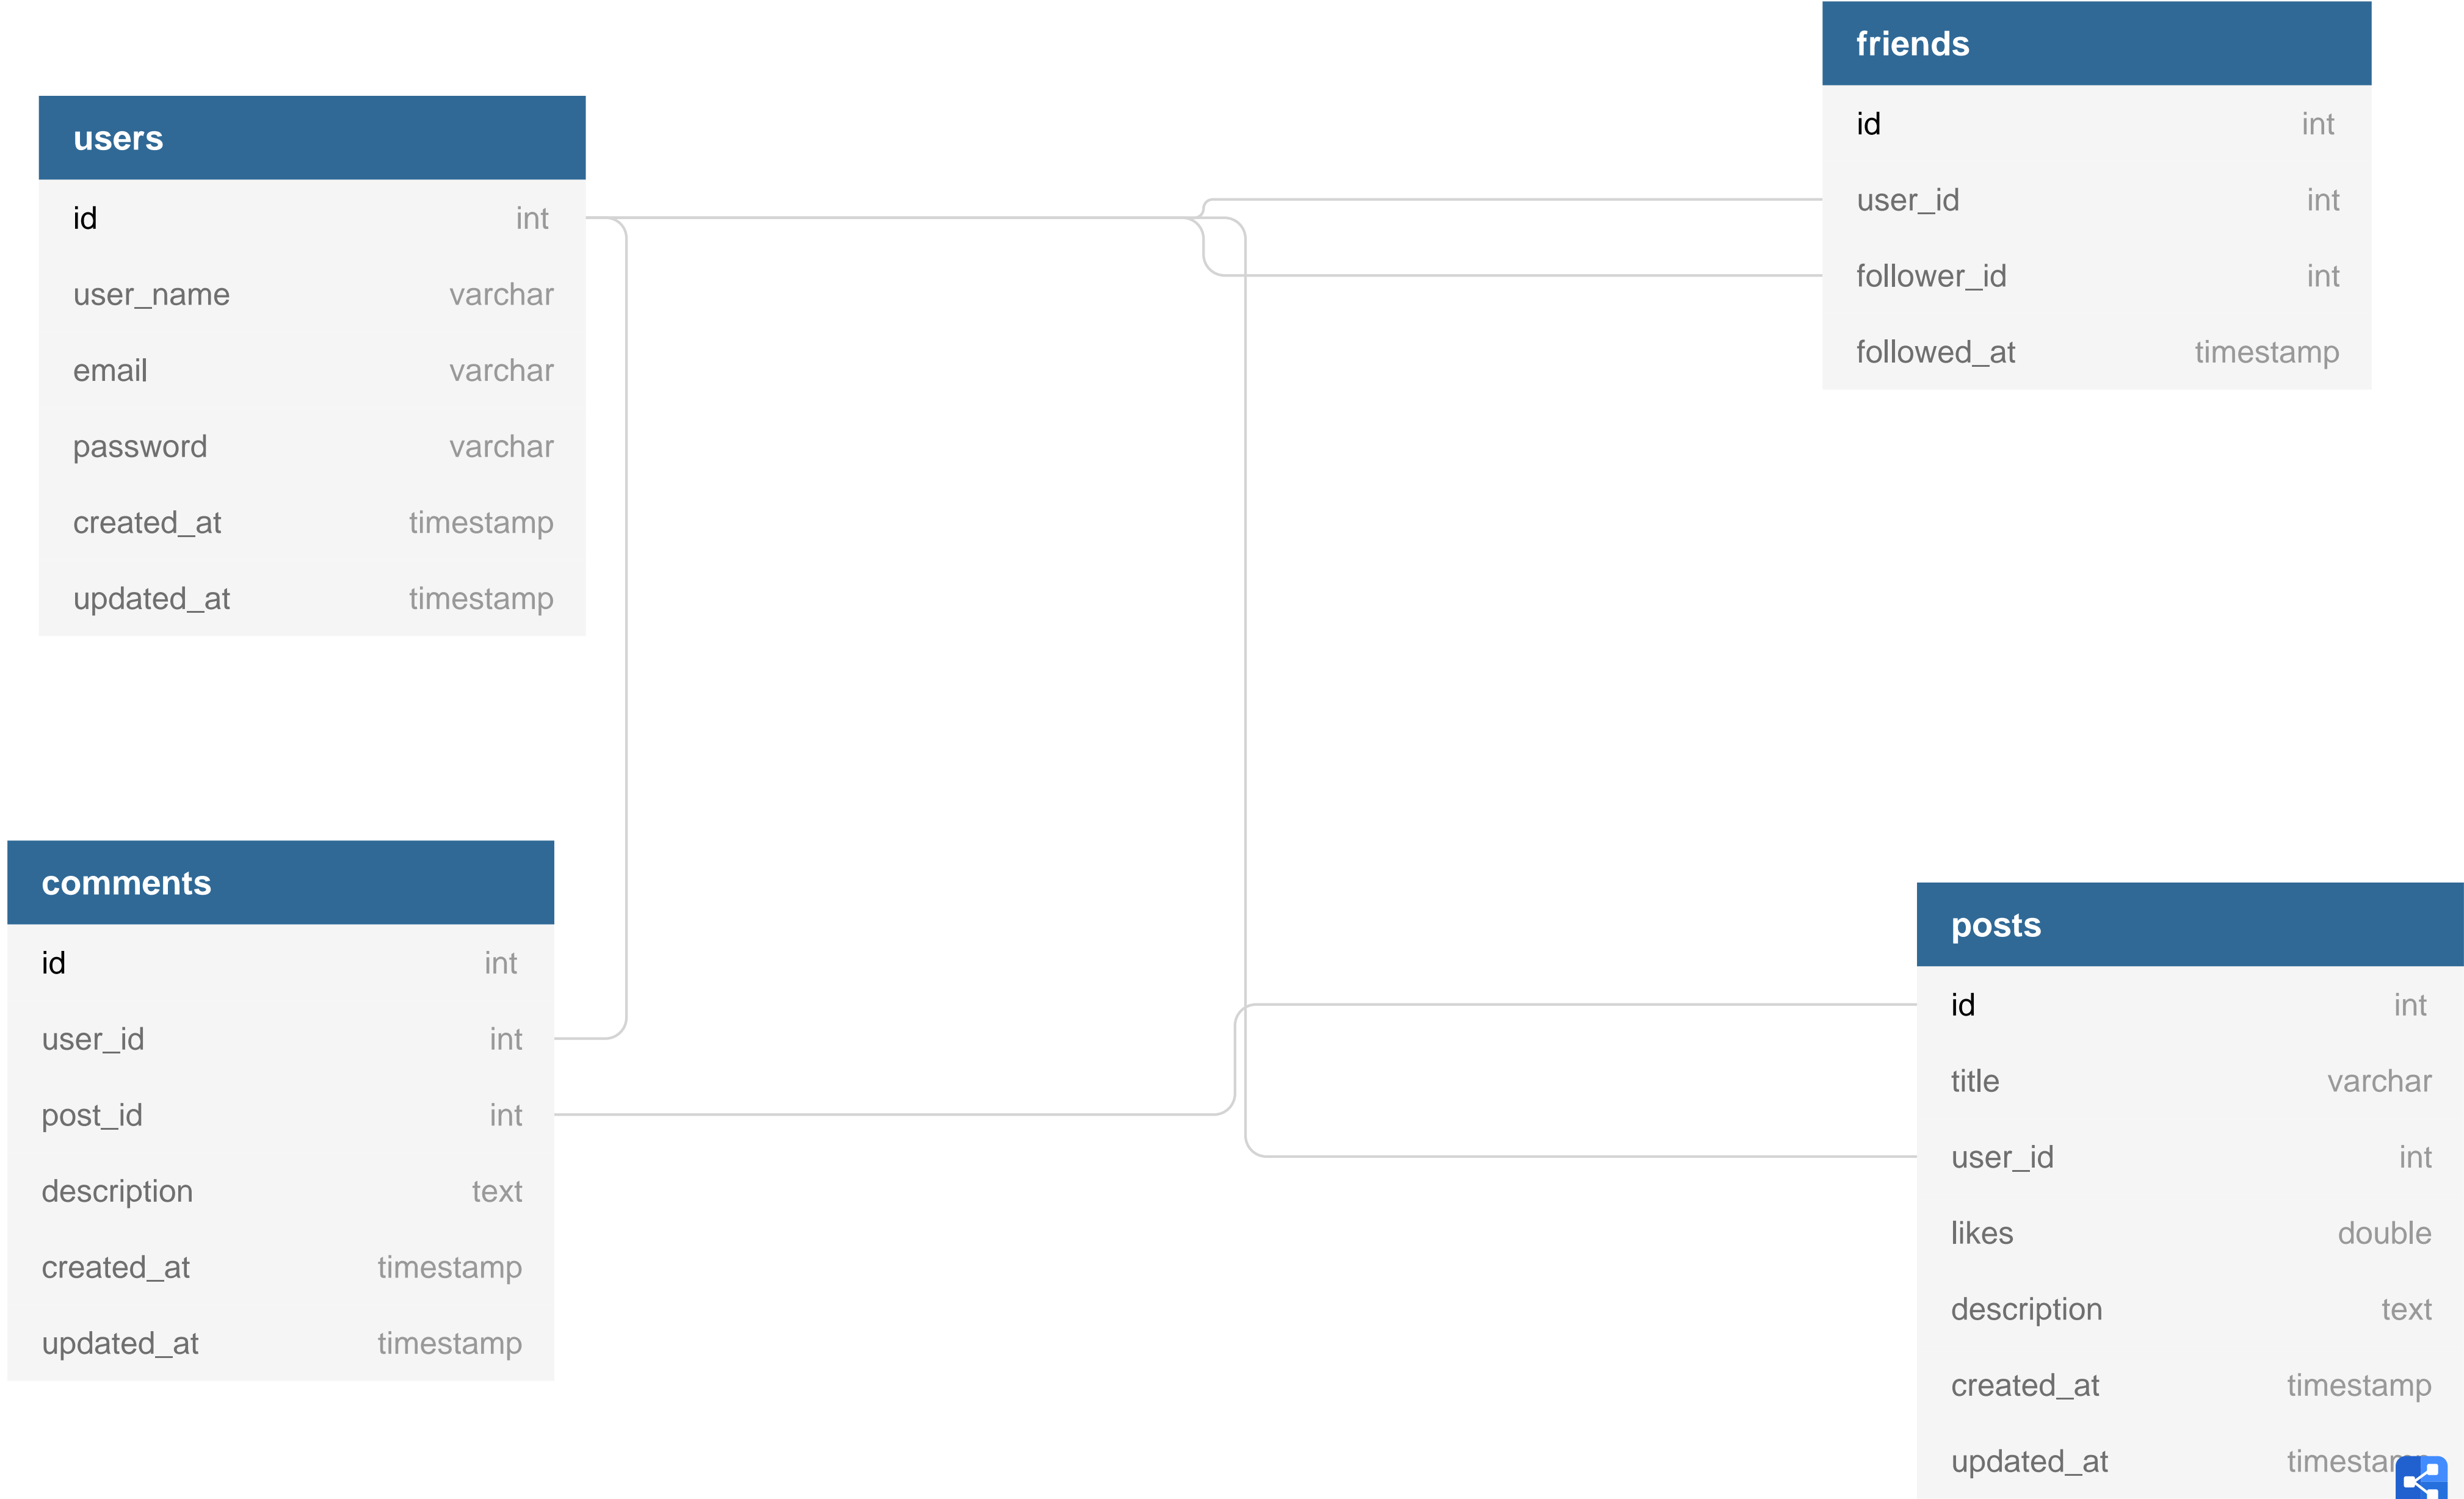 users
id int
user_name varchar
email varchar
password varchar
created_at timestamp
updated_at timestamp
friends
id int
user_id int
follower_id int
followed_at timestamp
comments
id int
user_id int
post_id int
description text
created_at timestamp
updated_at timestamp
posts
id int
title varchar
user_id int
likes double
description text
created_at timestamp
updated_at timestamp